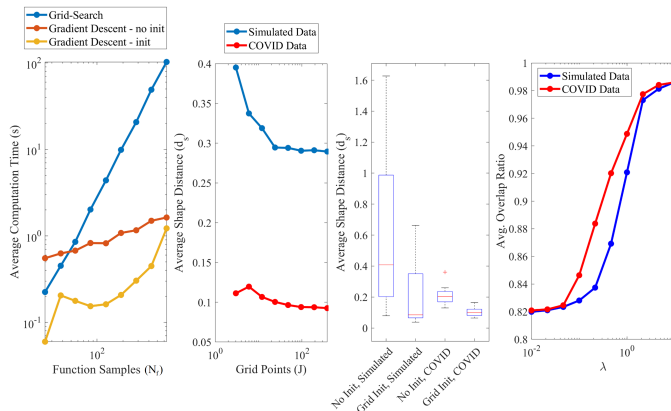 Grid-Search
Gradient Descent - no init
Gradient Descent - init
10^2
10^1
10^0
10^-1
10^2
Average Computation Time (s)
Function Samples (N_t)
Simulated Data
COVID Data
0.4
0.35
0.3
0.25
0.2
0.15
0.1
0.05
10^2
Average Shape Distance (d_s)
Grid Points (J)
1.6
1.4
1.2
1
0.8
0.6
0.4
0.2
0
Average Shape Distance (d_s)
No Init, Simulated
Grid Init, Simulated
No Init, COVID
Grid Init, COVID
Simulated Data
COVID Data
1
0.98
0.96
0.94
0.92
0.9
0.88
0.86
0.84
0.82
0.8
10^-2
10^0
Avg. Overlap Ratio
λ